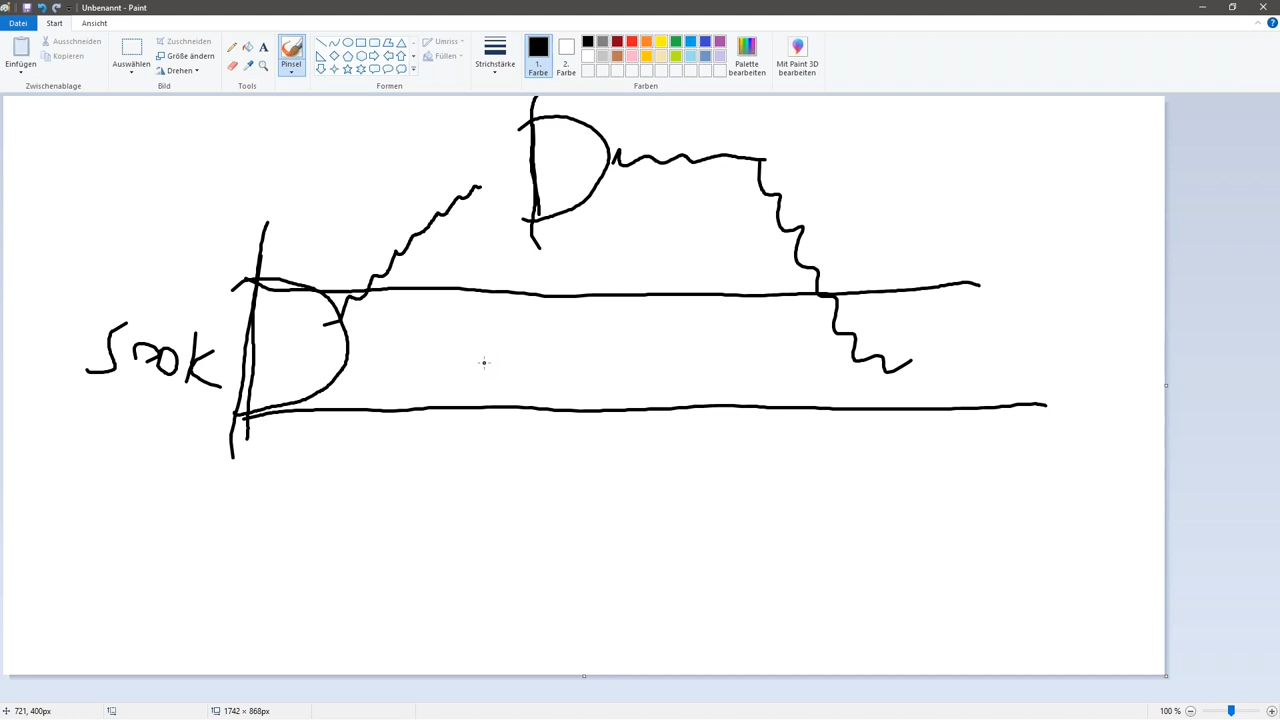 Unbenannt - Paint
Datei Start Ansicht
Einfügen
Ausschneiden
Kopieren
Zwischenablage
Auswählen
Zuschneiden
Größe ändern
Drehen
Bild
A
Tools
Pinsel
Umriss
Füllen
Formen
Strichstärke
1. Farbe
2. Farbe
Farben
Palette bearbeiten
Mit Paint 3D bearbeiten
500K
721, 400px
1742 × 868px
100 %